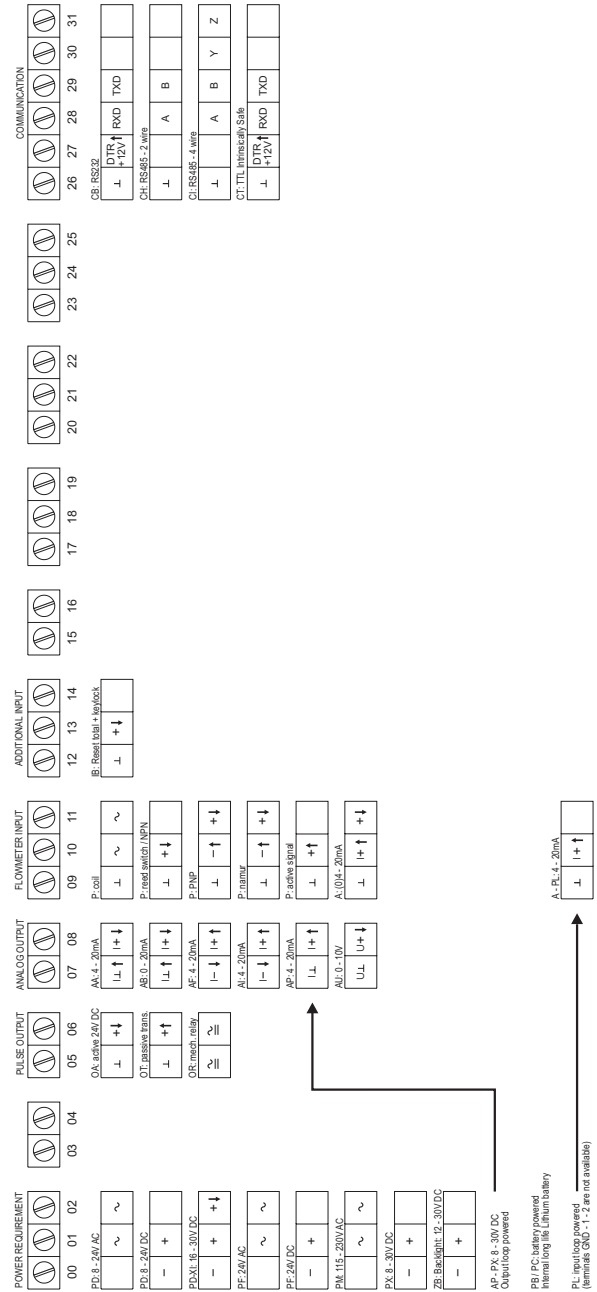 POWER REQUIREMENT
00 01 02
PD: 8 - 24V AC
∼ ∼
PD: 8 - 24V DC
− +
PD-XI: 16 - 30V DC
− + +
PF: 24V AC
∼ ∼
PF: 24V DC
− +
PM: 115 - 230V AC
∼ ∼
PX: 8 - 30V DC
− +
ZB: Backlight: 12 - 30V DC
− +
AP - PX: 8 - 30V DC
Output loop powered
PB / PC: battery powered
Internal long life Lithium battery
PL: input loop powered
(terminals GND - 1 - 2 are not available)
03 04
PULSE OUTPUT
05 06
OA: active 24V DC
⊥ +
OT: passive trans.
⊥ +
OR: mech. relay
ANALOG OUTPUT
07 08
AA: 4 - 20mA
I⊥ I+
AB: 0 - 20mA
I⊥ I+
AF: 4 - 20mA
I− I+
AI: 4 - 20mA
I− I+
AP: 4 - 20mA
I⊥ I+
AU: 0 - 10V
U⊥ U+
FLOWMETER INPUT
09 10 11
P: coil
⊥ ∼ ∼
P: reed switch / NPN
⊥ +
P: PNP
⊥ − +
P: namur
⊥ − +
P: active signal
⊥ +
A: (0)4 - 20mA
⊥ I+ +
A - PL: 4 - 20mA
⊥ I+
ADDITIONAL INPUT
12 13 14
IB: Reset total + keylock
⊥ +
15 16
17 18 19
20 21 22
23 24 25
COMMUNICATION
26 27 28 29 30 31
CB: RS232
⊥ DTR +12V RXD TXD
CH: RS485 - 2 wire
⊥ A B
CI: RS485 - 4 wire
⊥ A B Y Z
CT: TTL Intrinsically Safe
⊥ DTR +12V RXD TXD